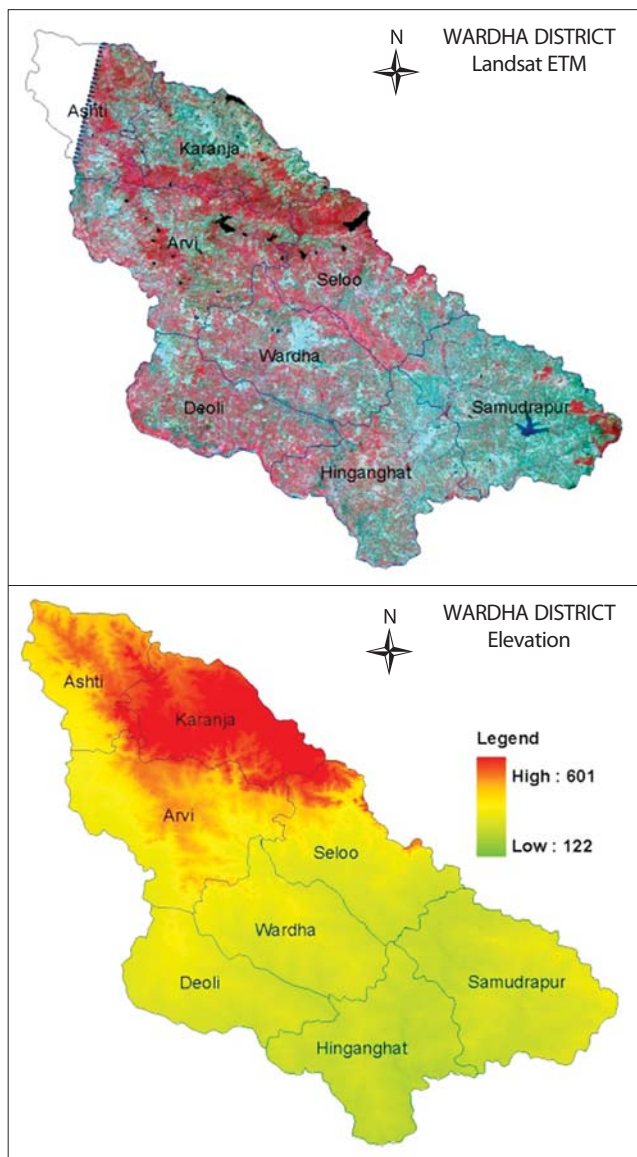 N
WARDHA DISTRICT
Landsat ETM
Ashti
Karanja
Arvi
Seloo
Wardha
Deoli
Samudrapur
Hinganghat
N
WARDHA DISTRICT
Elevation
Ashti
Karanja
Legend
High : 601
Low : 122
Arvi
Seloo
Wardha
Deoli
Samudrapur
Hinganghat